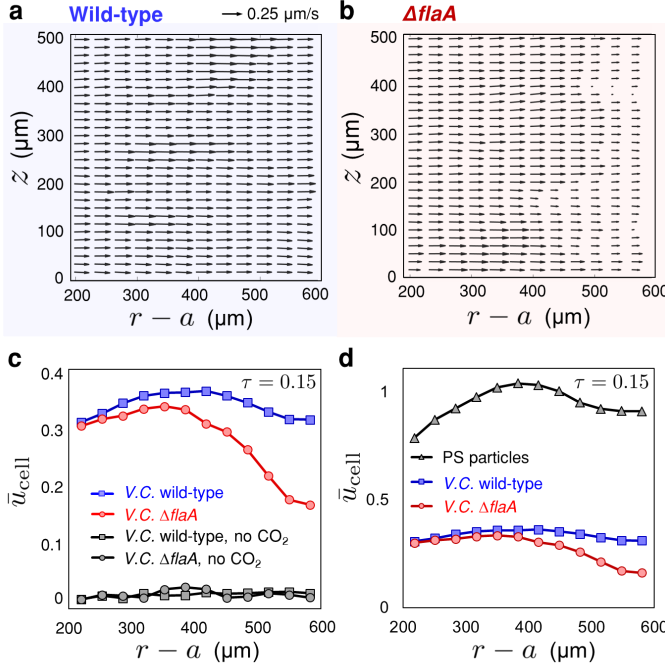 a Wild-type → 0.25 μm/s
500
400
300
200
100
0
z (μm)
200 300 400 500 600
r − a (μm)
b ΔflaA
500
400
300
200
100
0
z (μm)
200 300 400 500 600
r − a (μm)
c
τ = 0.15
0.4
0.3
0.2
0.1
0
ū_cell
V.C. wild-type
V.C. ΔflaA
V.C. wild-type, no CO₂
V.C. ΔflaA, no CO₂
200 300 400 500 600
r − a (μm)
d
τ = 0.15
1
0.5
0
ū_cell
PS particles
V.C. wild-type
V.C. ΔflaA
200 300 400 500 600
r − a (μm)